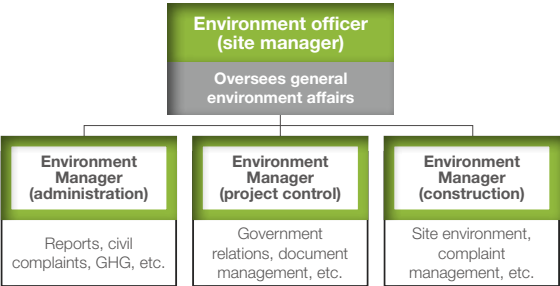 Environment officer
(site manager)
Oversees general
environment affairs
Environment
Manager
(administration)
Reports, civil
complaints, GHG, etc.
Environment
Manager
(project control)
Government
relations, document
management, etc.
Environment
Manager
(construction)
Site environment,
complaint
management, etc.